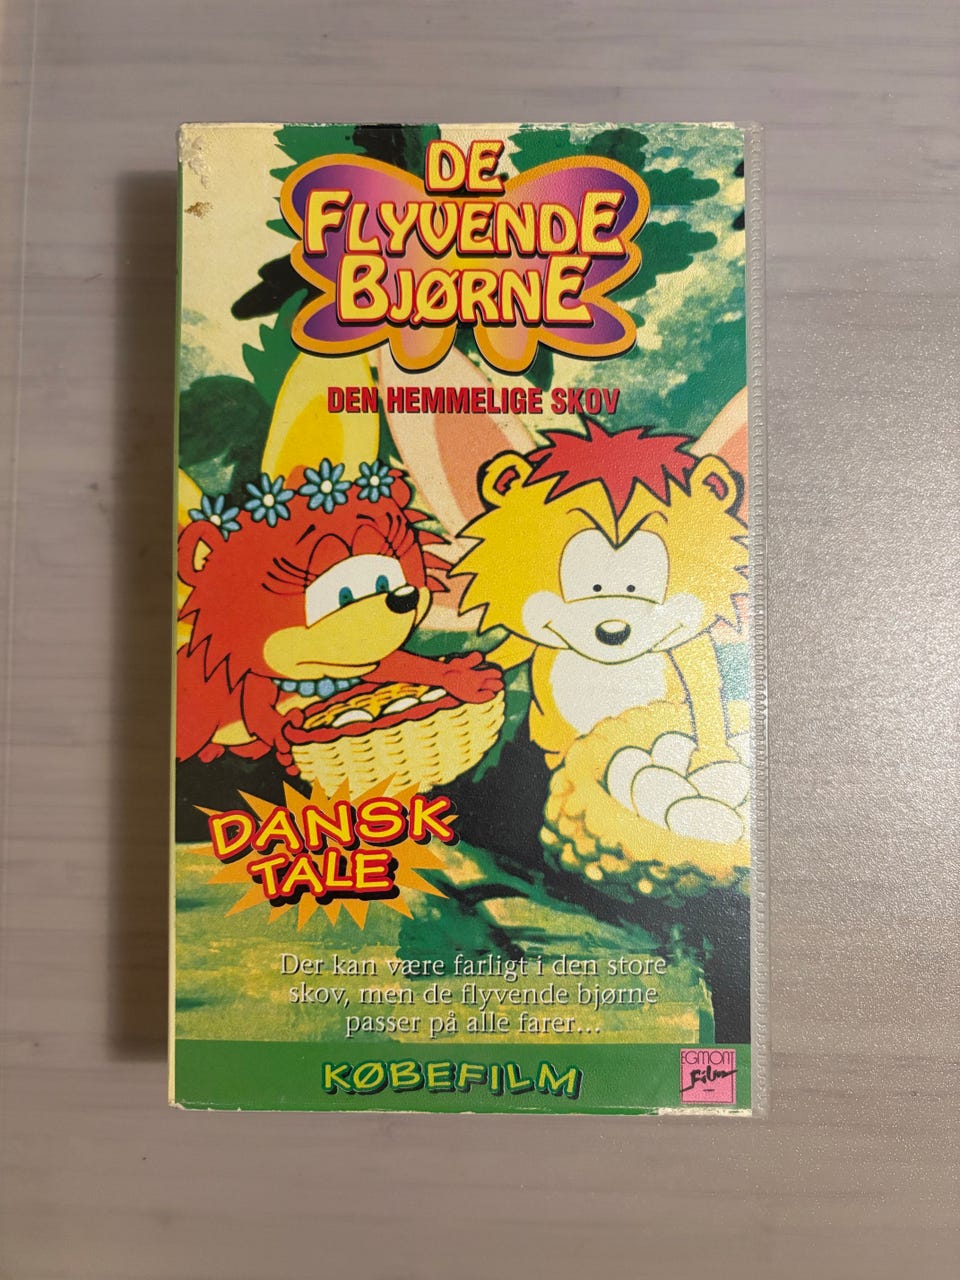 DE
FLYVENDE
BJØRNE
DEN HEMMELIGE SKOV
DANSK
TALE
Der kan være farligt i den store
skov, men de flyvende bjørne
passer på alle farer...
KØBEFILM
EGMONT
Film